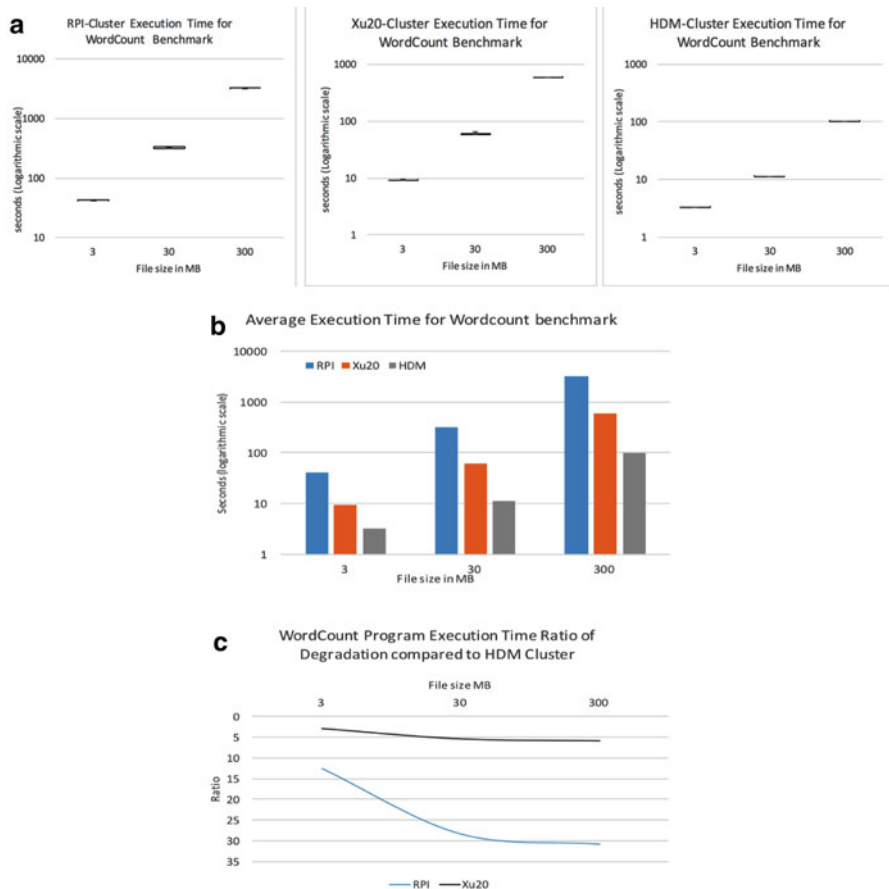 a
RPI-Cluster Execution Time for
WordCount Benchmark
10000
1000
100
10
seconds (Logarithmic scale)
3 30 300
File size in MB
Xu20-Cluster Execution Time for
WordCount Benchmark
1000
100
10
1
seconds (Logarithmic scale)
3 30 300
File size in MB
HDM-Cluster Execution Time for
WordCount Benchmark
1000
100
10
1
seconds (Logarithmic scale)
3 30 300
File size in MB
b
Average Execution Time for Wordcount benchmark
10000
1000
100
10
1
Seconds (logarithmic scale)
RPI Xu20 HDM
3 30 300
File size in MB
c
WordCount Program Execution Time Ratio of
Degradation compared to HDM Cluster
File size MB
3 30 300
0
5
10
15
20
25
30
35
Ratio
RPI Xu20